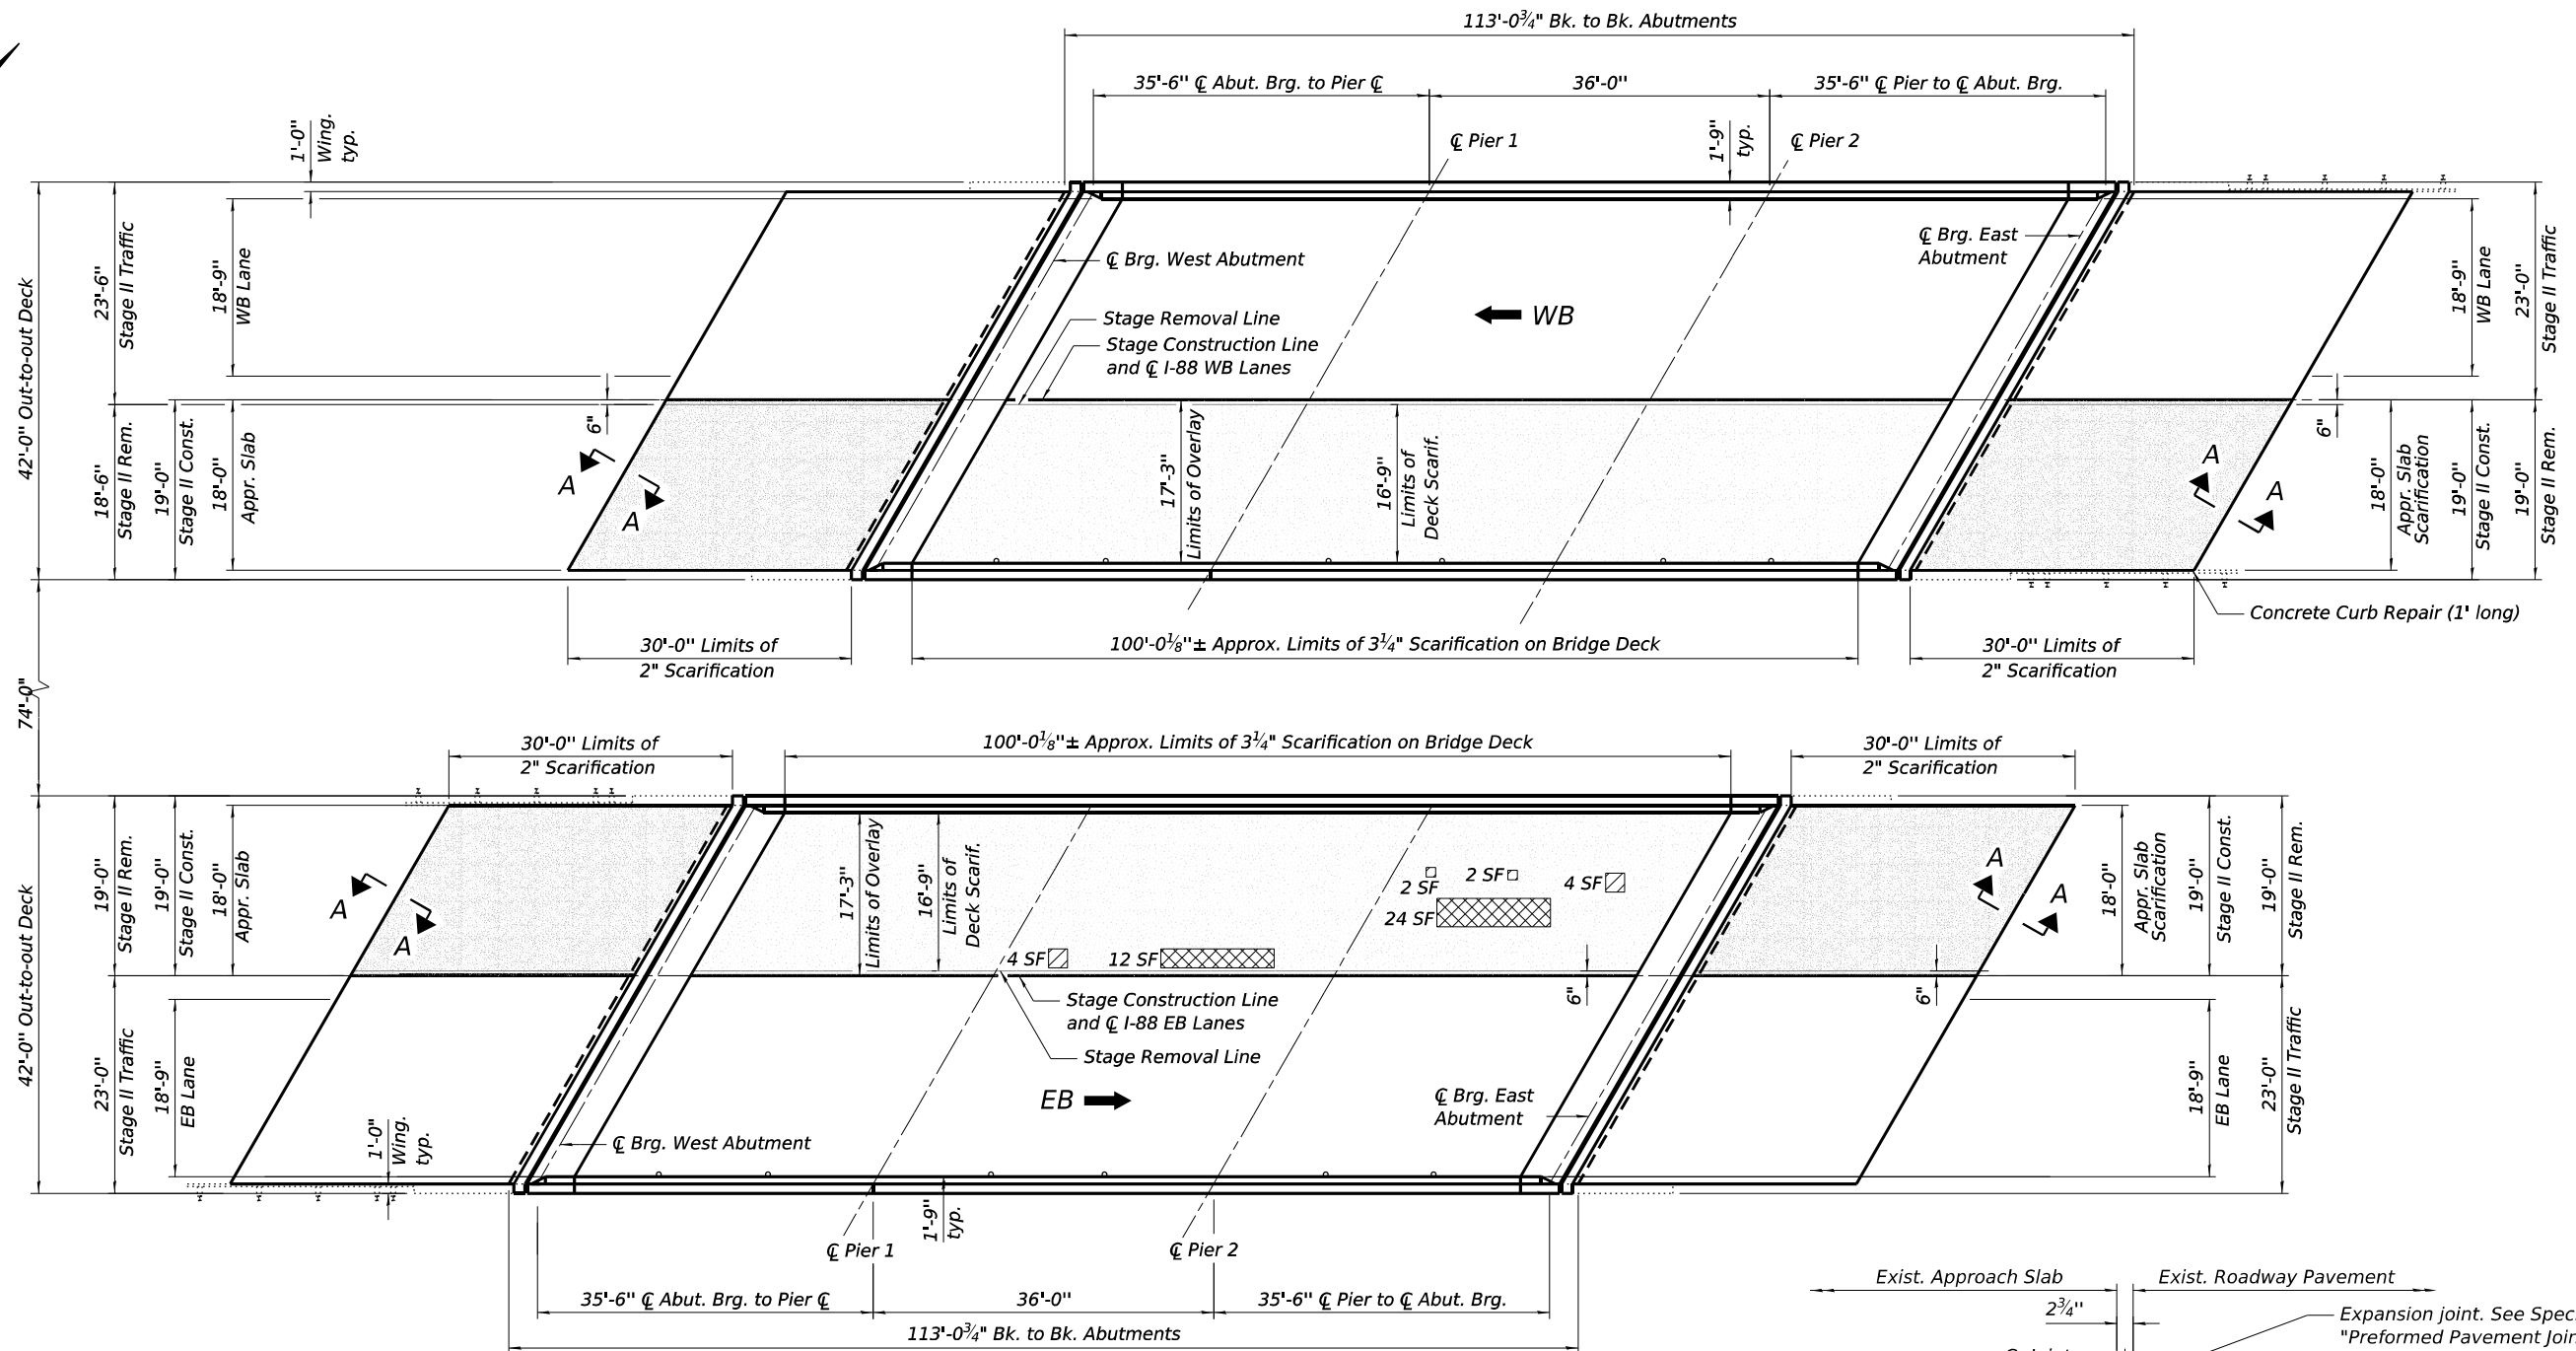 113'-0¾" Bk. to Bk. Abutments
35'-6" ℄ Abut. Brg. to Pier ℄
36'-0"
35'-6" ℄ Pier to ℄ Abut. Brg.
1'-0"
Wing.
typ.
℄ Pier 1
1'-9"
typ.
℄ Pier 2
42'-0" Out-to-out Deck
23'-6"
Stage II Traffic
18'-9"
WB Lane
℄ Brg. West Abutment
℄ Brg. East
Abutment
WB
Stage Removal Line
Stage Construction Line
and ℄ I-88 WB Lanes
18'-9"
WB Lane
23'-0"
Stage II Traffic
18'-6"
Stage II Rem.
19'-0"
Stage II Const.
18'-0"
Appr. Slab
6"
A
A
17'-3"
Limits of Overlay
16'-9"
Limits of
Deck Scarif.
A
A
6"
18'-0"
Appr. Slab
Scarification
19'-0"
Stage II Const.
19'-0"
Stage II Rem.
Concrete Curb Repair (1' long)
30'-0" Limits of
2" Scarification
100'-0⅛"± Approx. Limits of 3¼" Scarification on Bridge Deck
30'-0" Limits of
2" Scarification
74'-0"
30'-0" Limits of
2" Scarification
100'-0⅛"± Approx. Limits of 3¼" Scarification on Bridge Deck
30'-0" Limits of
2" Scarification
42'-0" Out-to-out Deck
19'-0"
Stage II Rem.
19'-0"
Stage II Const.
18'-0"
Appr. Slab
A
A
17'-3"
Limits of Overlay
16'-9"
Limits of
Deck Scarif.
2 SF
2 SF
4 SF
24 SF
4 SF
12 SF
A
A
18'-0"
Appr. Slab
Scarification
19'-0"
Stage II Const.
19'-0"
Stage II Rem.
6"
6"
Stage Construction Line
and ℄ I-88 EB Lanes
Stage Removal Line
23'-0"
Stage II Traffic
18'-9"
EB Lane
1'-0"
Wing.
typ.
EB
℄ Brg. West Abutment
℄ Brg. East
Abutment
18'-9"
EB Lane
23'-0"
Stage II Traffic
℄ Pier 1
1'-9"
typ.
℄ Pier 2
35'-6" ℄ Abut. Brg. to Pier ℄
36'-0"
35'-6" ℄ Pier to ℄ Abut. Brg.
113'-0¾" Bk. to Bk. Abutments
Exist. Approach Slab
Exist. Roadway Pavement
2¾"
Expansion joint. See Spec
"Preformed Pavement Join